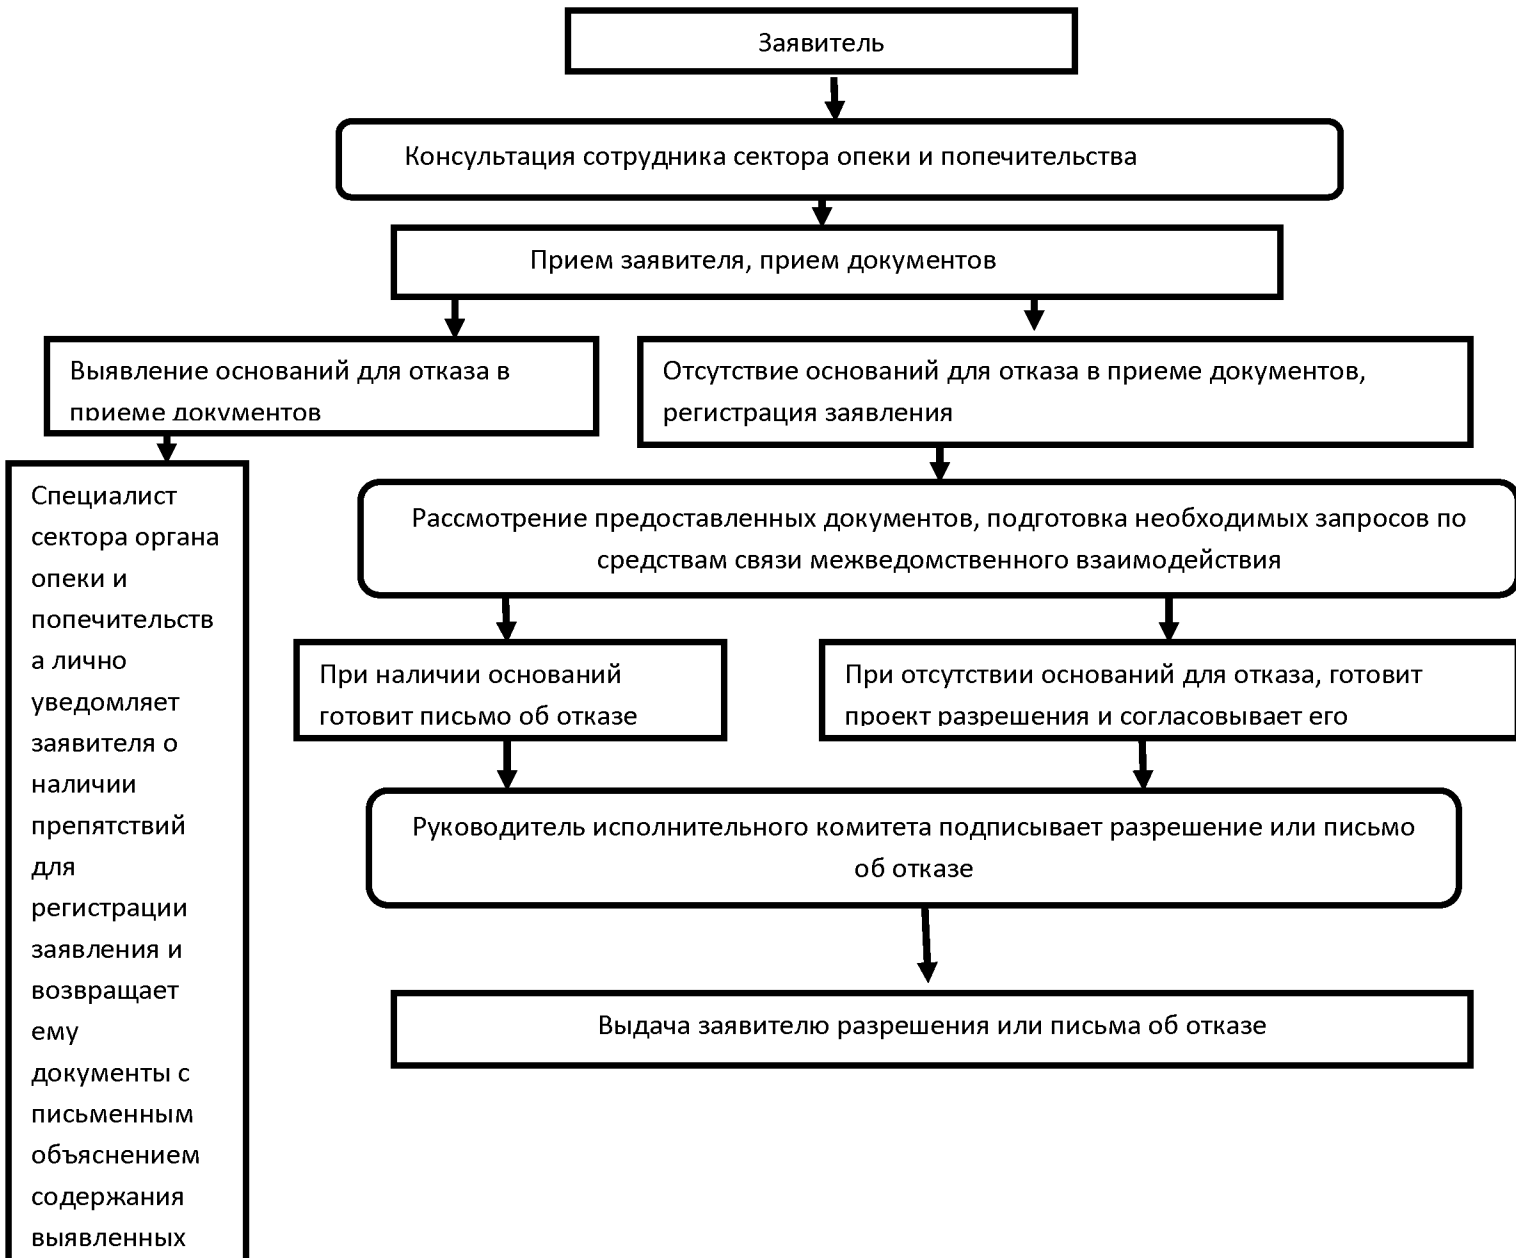 Заявитель
Консультация сотрудника сектора опеки и попечительства
Прием заявителя, прием документов
Выявление оснований для отказа в
приеме документов
Отсутствие оснований для отказа в приеме документов,
регистрация заявления
Специалист
сектора органа
опеки и
попечительств
а лично
уведомляет
заявителя о
наличии
препятствий
для
регистрации
заявления и
возвращает
ему
документы с
письменным
объяснением
содержания
выявленных
Рассмотрение предоставленных документов, подготовка необходимых запросов по
средствам связи межведомственного взаимодействия
При наличии оснований
готовит письмо об отказе
При отсутствии оснований для отказа, готовит
проект разрешения и согласовывает его
Руководитель исполнительного комитета подписывает разрешение или письмо
об отказе
Выдача заявителю разрешения или письма об отказе